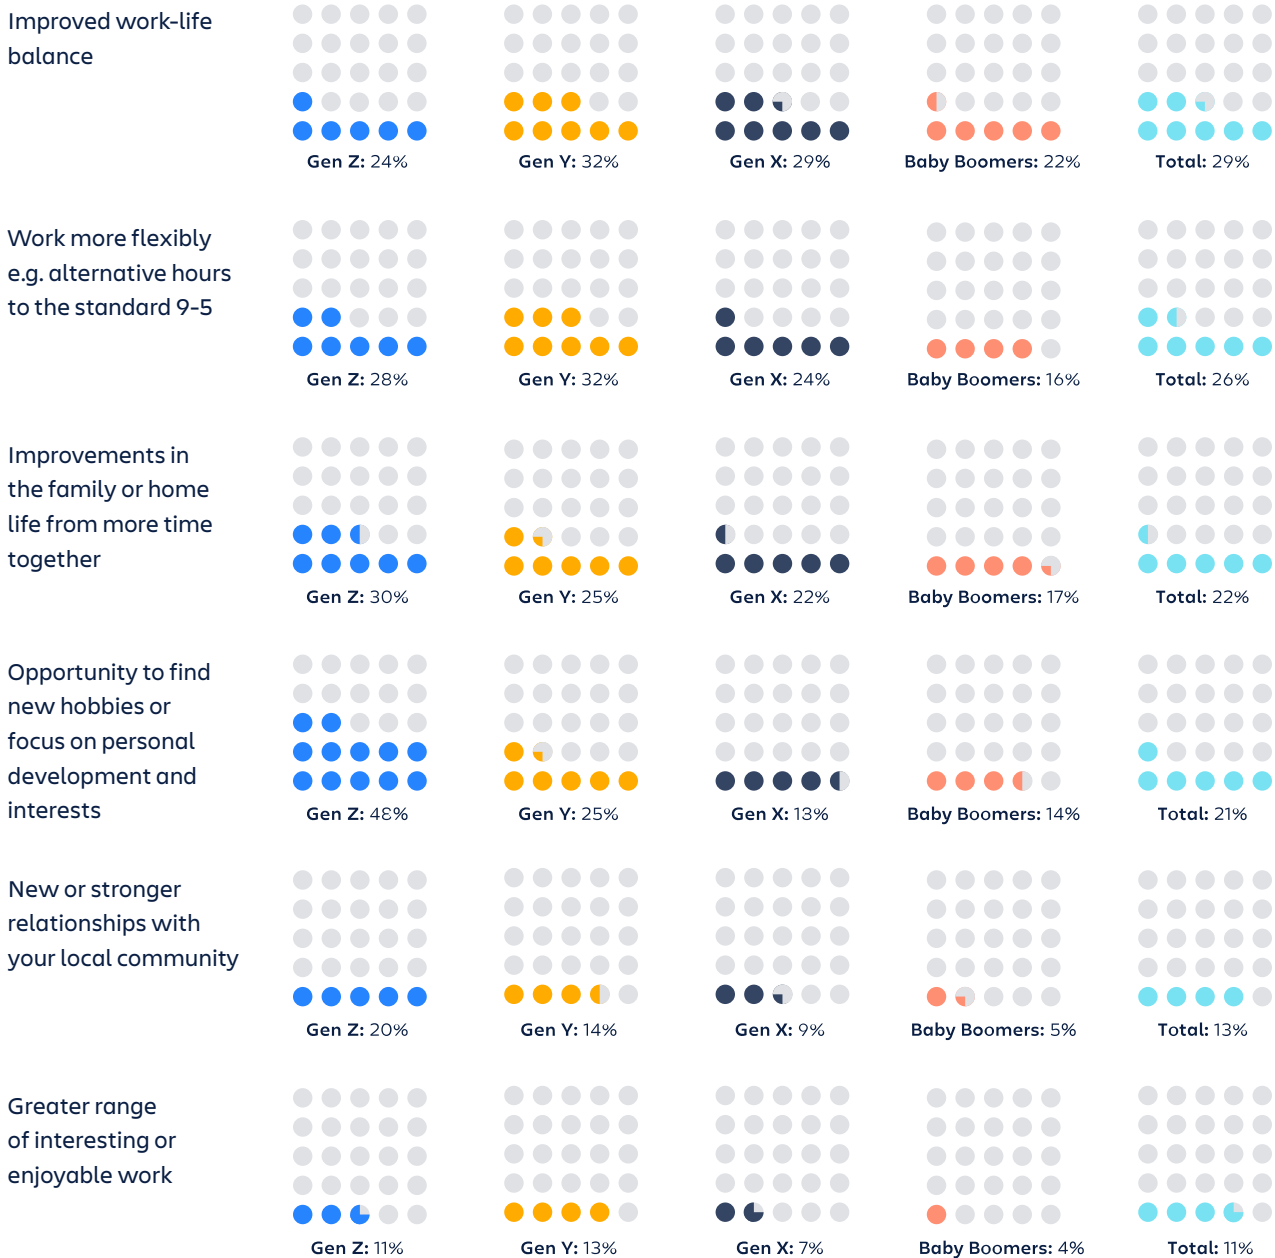 Improved work-life
balance
Gen Z: 24%
Gen Y: 32%
Gen X: 29%
Baby Boomers: 22%
Total: 29%
Work more flexibly
e.g. alternative hours
to the standard 9-5
Gen Z: 28%
Gen Y: 32%
Gen X: 24%
Baby Boomers: 16%
Total: 26%
Improvements in
the family or home
life from more time
together
Gen Z: 30%
Gen Y: 25%
Gen X: 22%
Baby Boomers: 17%
Total: 22%
Opportunity to find
new hobbies or
focus on personal
development and
interests
Gen Z: 48%
Gen Y: 25%
Gen X: 13%
Baby Boomers: 14%
Total: 21%
New or stronger
relationships with
your local community
Gen Z: 20%
Gen Y: 14%
Gen X: 9%
Baby Boomers: 5%
Total: 13%
Greater range
of interesting or
enjoyable work
Gen Z: 11%
Gen Y: 13%
Gen X: 7%
Baby Boomers: 4%
Total: 11%